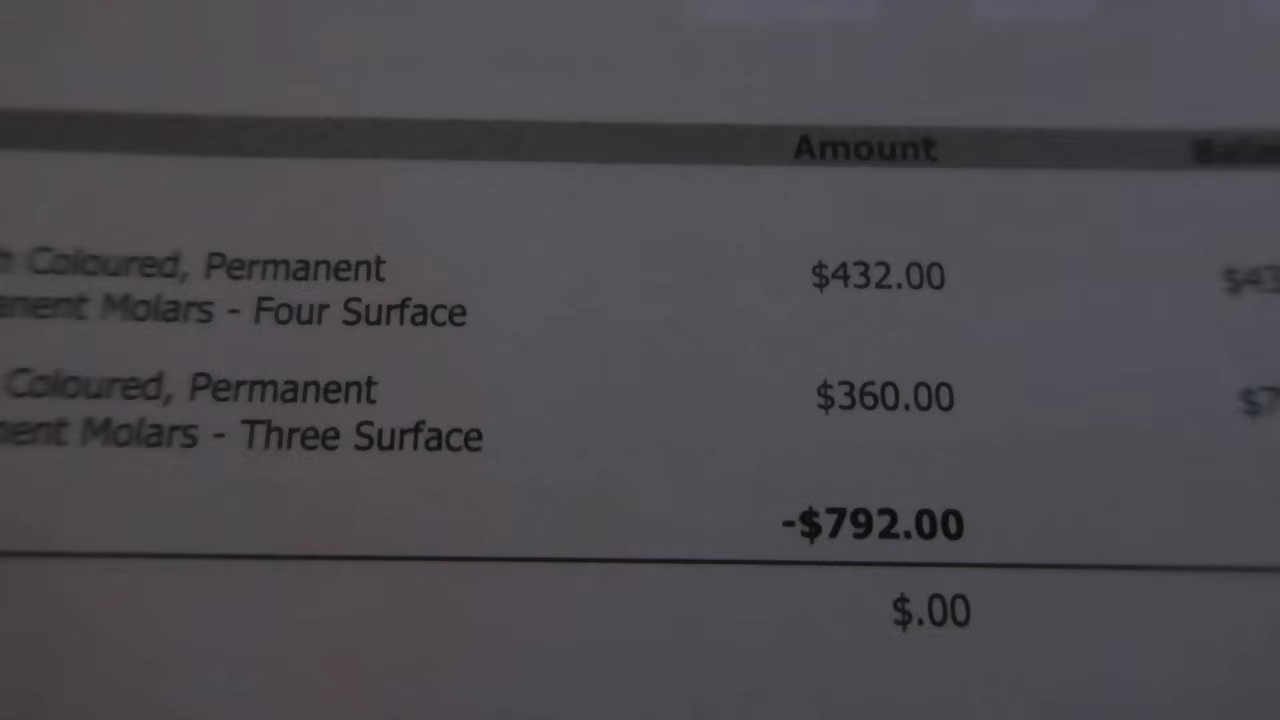 Amount
Coloured, Permanent $432.00
Molars - Four Surface
Coloured, Permanent $360.00
Molars - Three Surface
-$792.00
$.00